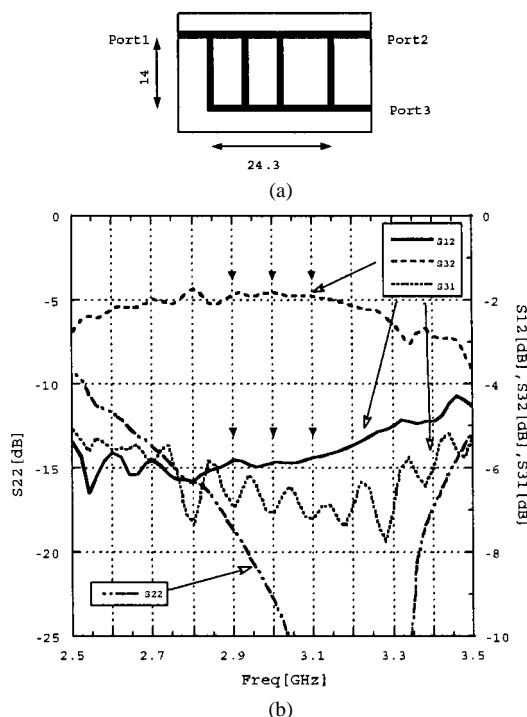 Port1
Port2
14
Port3
24.3
(a)
0
-5
-10
-15
-20
-25
S22[dB]
0
-2
-4
-6
-8
-10
S12[dB],S32[dB],S31[dB]
S12
S32
S31
S22
2.5
2.7
2.9
3.1
3.3
3.5
Freq[GHz]
(b)